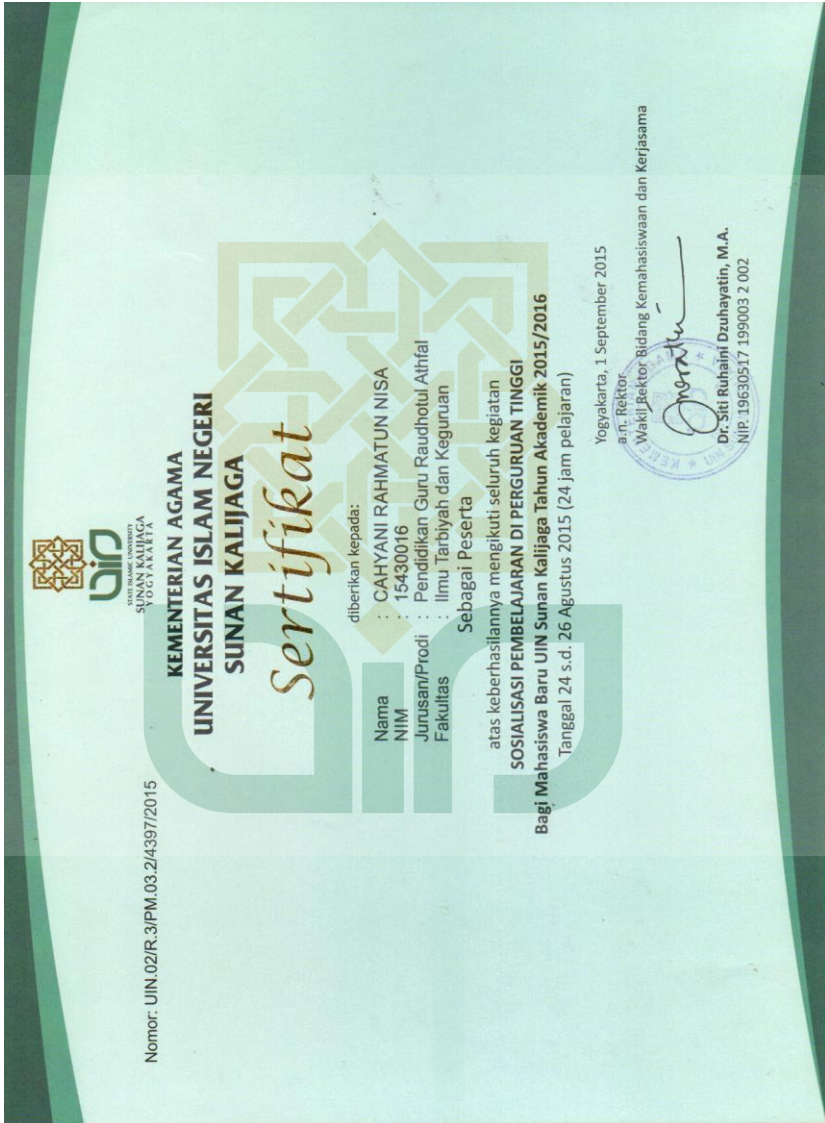 Nomor: UIN.02/R.3/PM.03.2/4397/2015
uin
STATE ISLAMIC UNIVERSITY
SUNAN KALIJAGA
YOGYAKARTA
KEMENTERIAN AGAMA
UNIVERSITAS ISLAM NEGERI
SUNAN KALIJAGA
Sertifikat
diberikan kepada:
Nama : CAHYANI RAHMATUN NISA
NIM : 15430016
Jurusan/Prodi : Pendidikan Guru Raudhotul Athfal
Fakultas : Ilmu Tarbiyah dan Keguruan
Sebagai Peserta
atas keberhasilannya mengikuti seluruh kegiatan
SOSIALISASI PEMBELAJARAN DI PERGURUAN TINGGI
Bagi Mahasiswa Baru UIN Sunan Kalijaga Tahun Akademik 2015/2016
Tanggal 24 s.d. 26 Agustus 2015 (24 jam pelajaran)
Yogyakarta, 1 September 2015
a.n. Rektor
Wakil Rektor Bidang Kemahasiswaan dan Kerjasama
Dr. Siti Ruhaini Dzuhayatin, M.A.
NIP. 19630517 199003 2 002